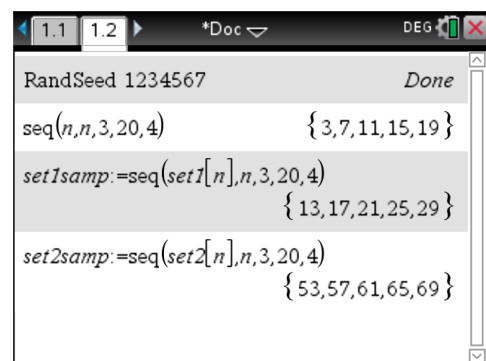 1.1 1.2 *Doc DEG
RandSeed 1234567 Done
seq(n,n,3,20,4) {3,7,11,15,19}
set1samp:=seq(set1[n],n,3,20,4)
{13,17,21,25,29}
set2samp:=seq(set2[n],n,3,20,4)
{53,57,61,65,69}